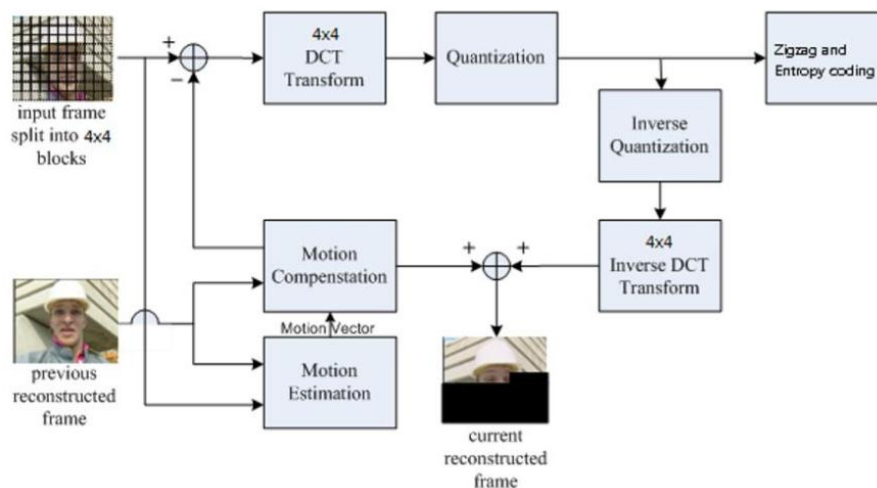 input frame
split into 4x4
blocks
+
−
4x4
DCT
Transform
Quantization
Zigzag and
Entropy coding
Inverse
Quantization
4x4
Inverse DCT
Transform
+
+
Motion
Compenstation
Motion Vector
Motion
Estimation
previous
reconstructed
frame
current
reconstructed
frame